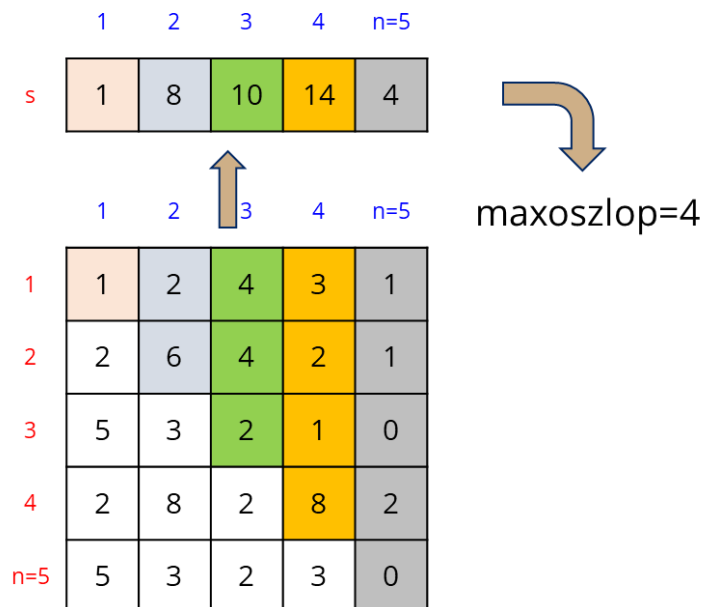 1 2 3 4 n=5
s 1 8 10 14 4
1 2 3 4 n=5
maxoszlop=4
1 1 2 4 3 1
2 2 6 4 2 1
3 5 3 2 1 0
4 2 8 2 8 2
n=5 5 3 2 3 0